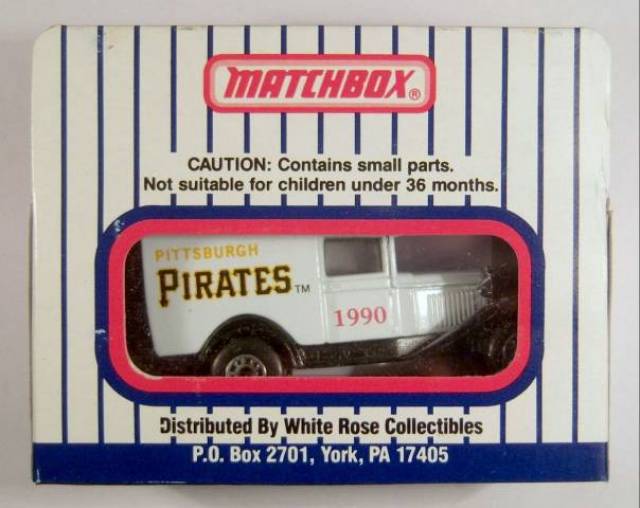 MATCHBOX®
CAUTION: Contains small parts.
Not suitable for children under 36 months.
PITTSBURGH
PIRATES™
1990
Distributed By White Rose Collectibles
P.O. Box 2701, York, PA 17405